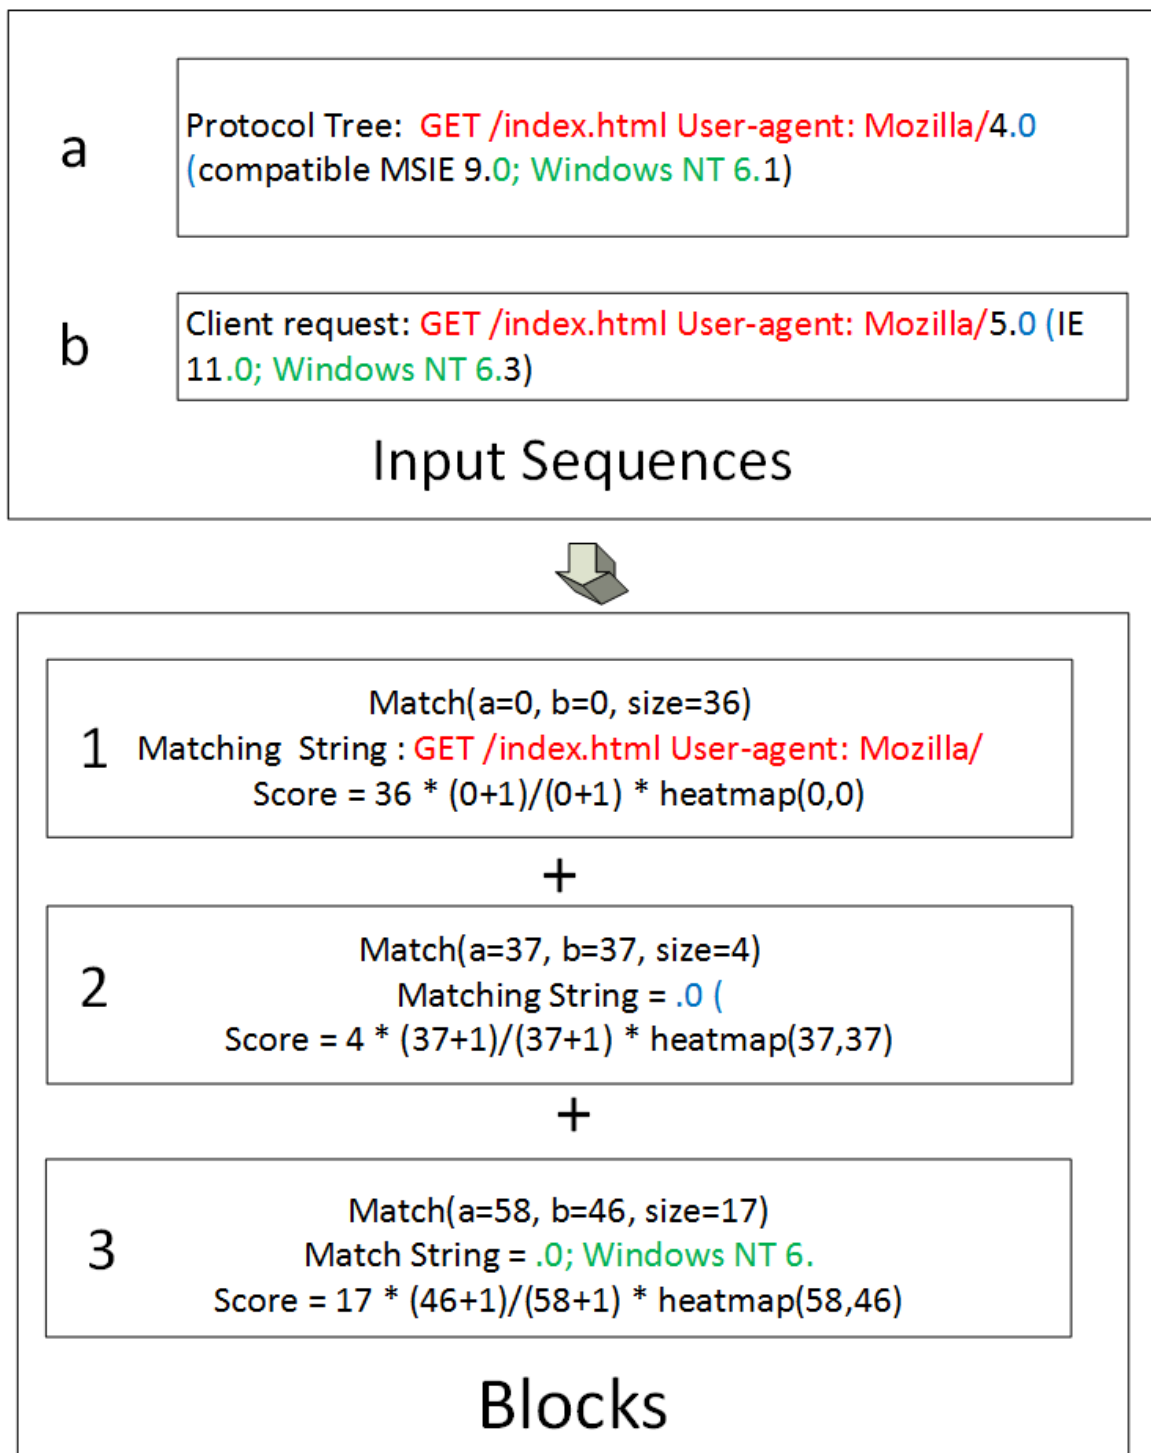 a
Protocol Tree: GET /index.html User-agent: Mozilla/4.0
(compatible MSIE 9.0; Windows NT 6.1)
b
Client request: GET /index.html User-agent: Mozilla/5.0 (IE
11.0; Windows NT 6.3)
Input Sequences
1
Match(a=0, b=0, size=36)
Matching String : GET /index.html User-agent: Mozilla/
Score = 36 * (0+1)/(0+1) * heatmap(0,0)
+
2
Match(a=37, b=37, size=4)
Matching String = .0 (
Score = 4 * (37+1)/(37+1) * heatmap(37,37)
+
3
Match(a=58, b=46, size=17)
Match String = .0; Windows NT 6.
Score = 17 * (46+1)/(58+1) * heatmap(58,46)
Blocks